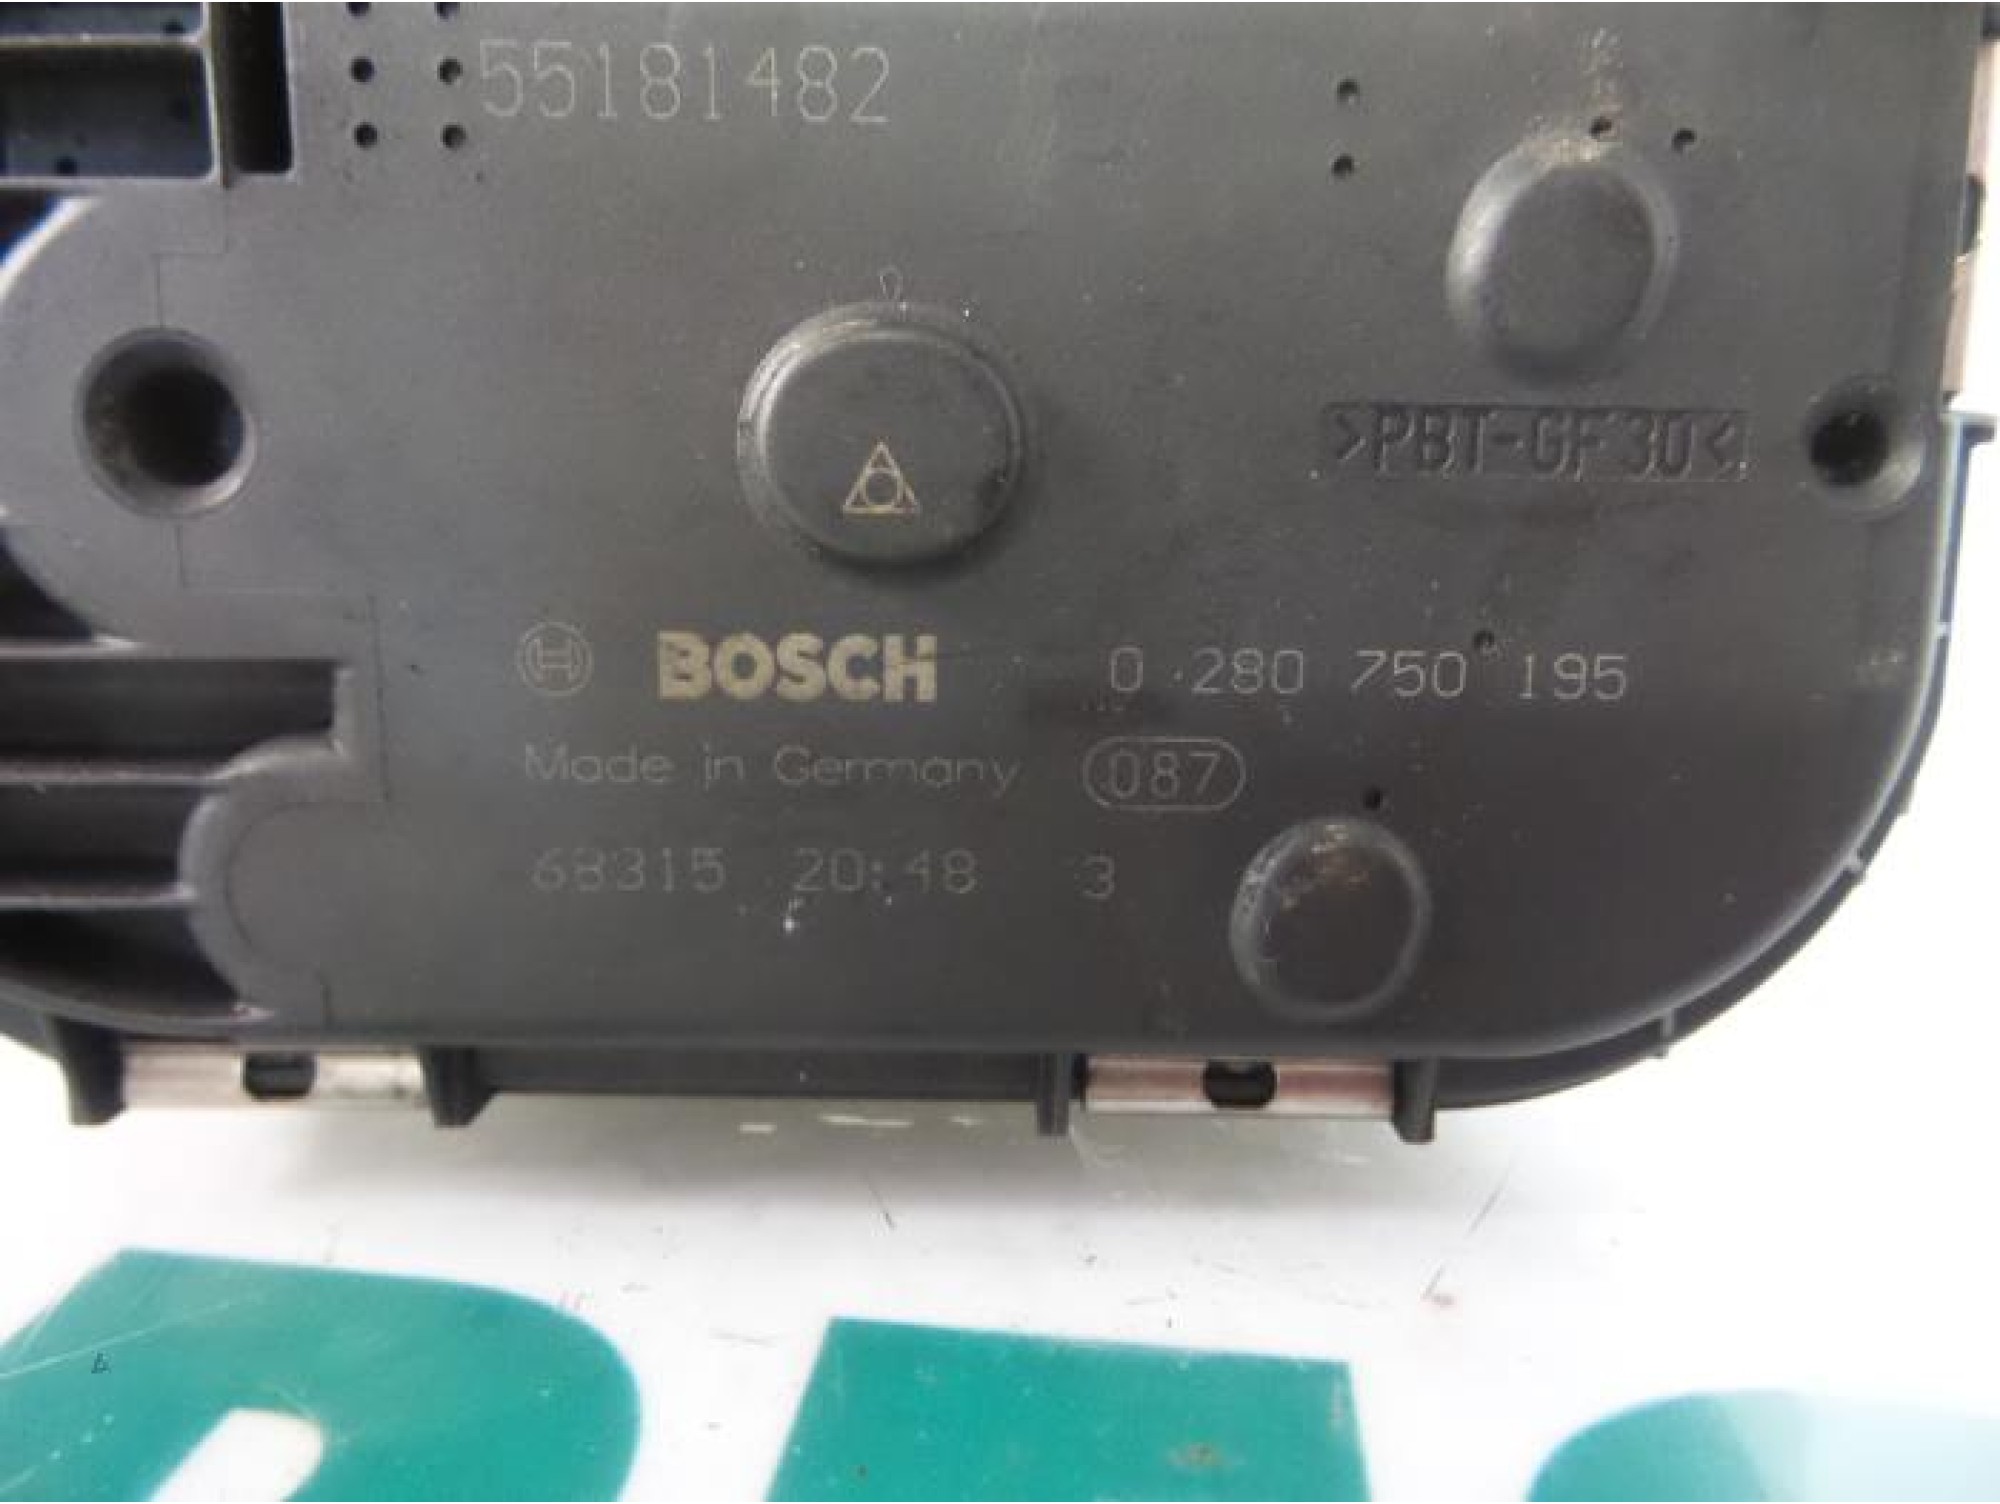 55181482
>PBT-GF30<
BOSCH 0 280 750 195
Made in Germany 087
68315 20:48 3